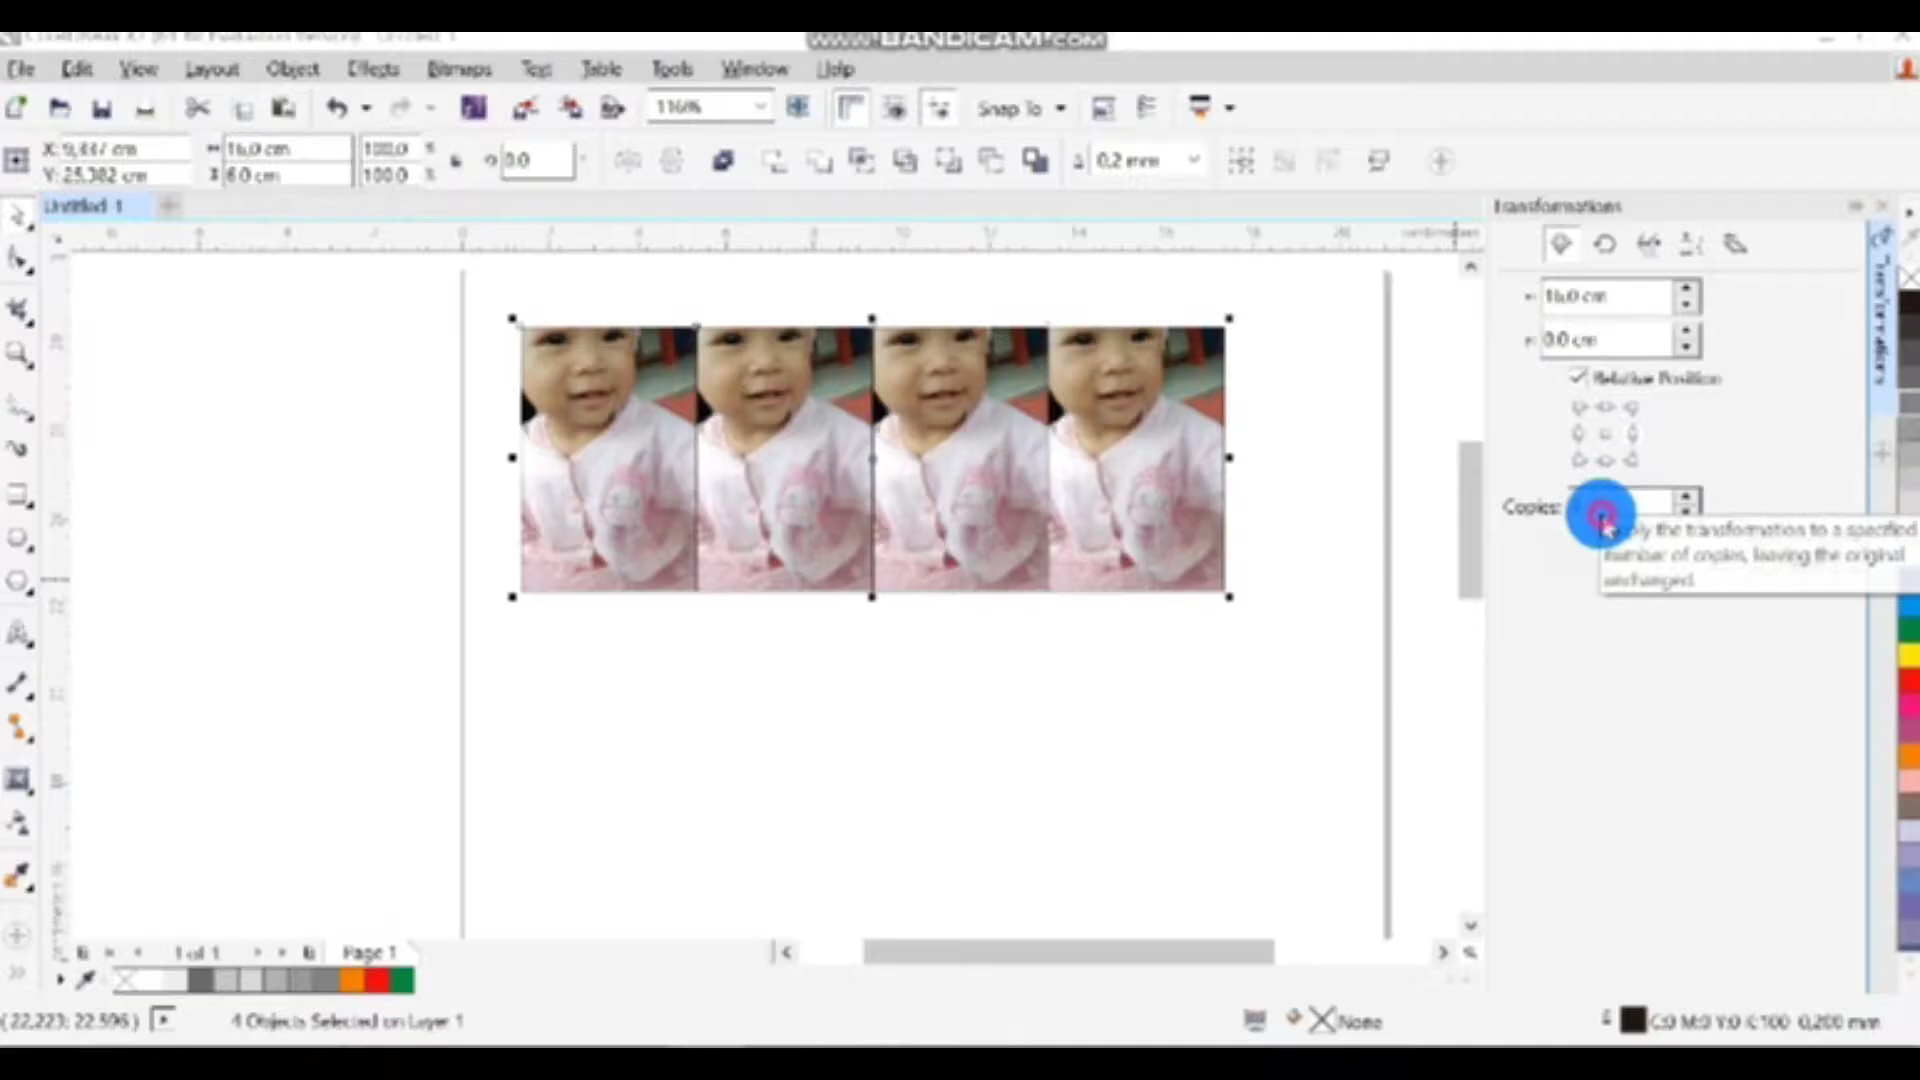 www.BANDICAM.com
File Edit View Layout Object Effects Bitmaps Text Table Tools Window Help
116%
Snap To
X: 9,447 cm
16,0 cm
100,0 %
0,0
0,2 mm
Y: 25,382 cm
6,0 cm
100,0 %
Untitled 1
Transformations
16,0 cm
0,0 cm
Relative Position
Copies:
Apply the transformation to a specified
number of copies, leaving the original
unchanged.
1 of 1
Page 1
(22,223; 22,596)
4 Objects Selected on Layer 1
None
C:0 M:0 Y:0 K:100 0,200 mm